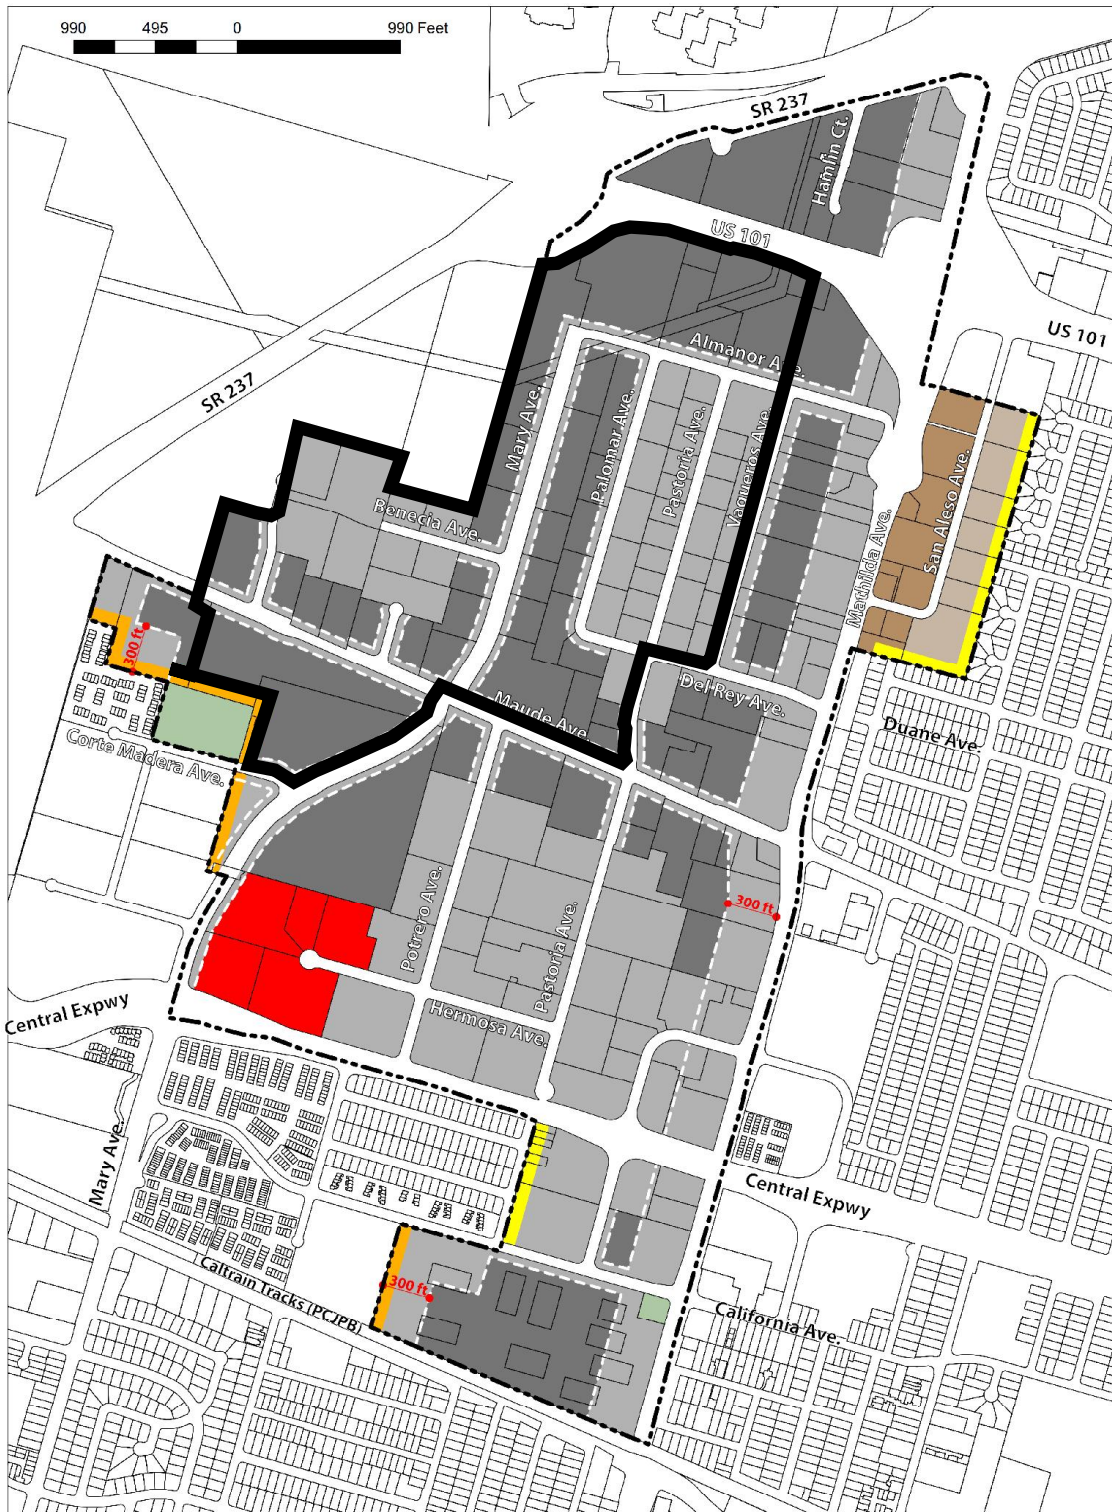 990 495 0 990 Feet
SR 237
Hamlin Ct.
US 101
US 101
Almanor Ave.
SR 237
Mary Ave.
Palomar Ave.
Pastoria Ave.
Vaqueros Ave.
Benecia Ave.
San Aleso Ave.
Mathilda Ave.
300 ft
Del Rey Ave.
Maude Ave.
Duane Ave.
Corte Madera Ave.
300 ft
Potrero Ave.
Pastoria Ave.
Hermosa Ave.
Central Expwy
Mary Ave.
Central Expwy
300 ft
Caltrain Tracks (PCJPB)
California Ave.